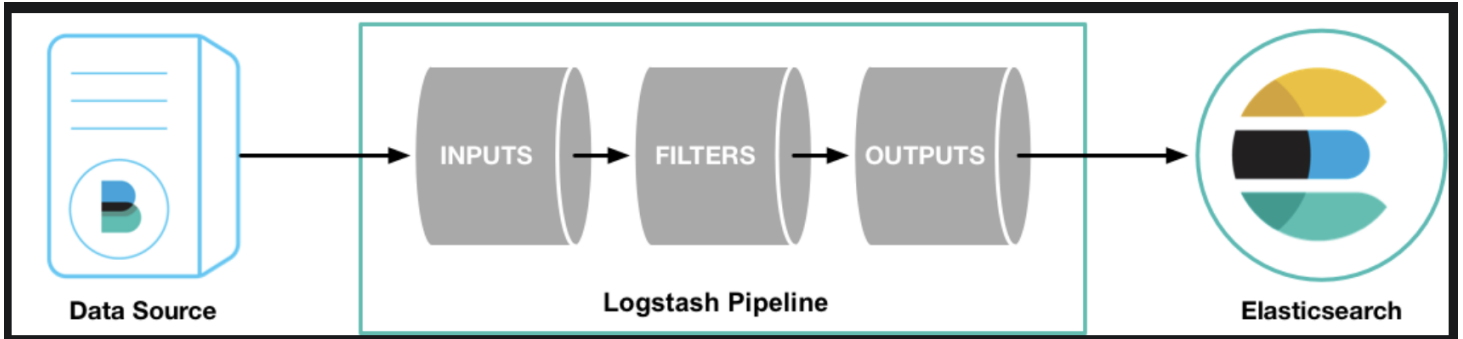 INPUTS
FILTERS
OUTPUTS
Data Source
Logstash Pipeline
Elasticsearch